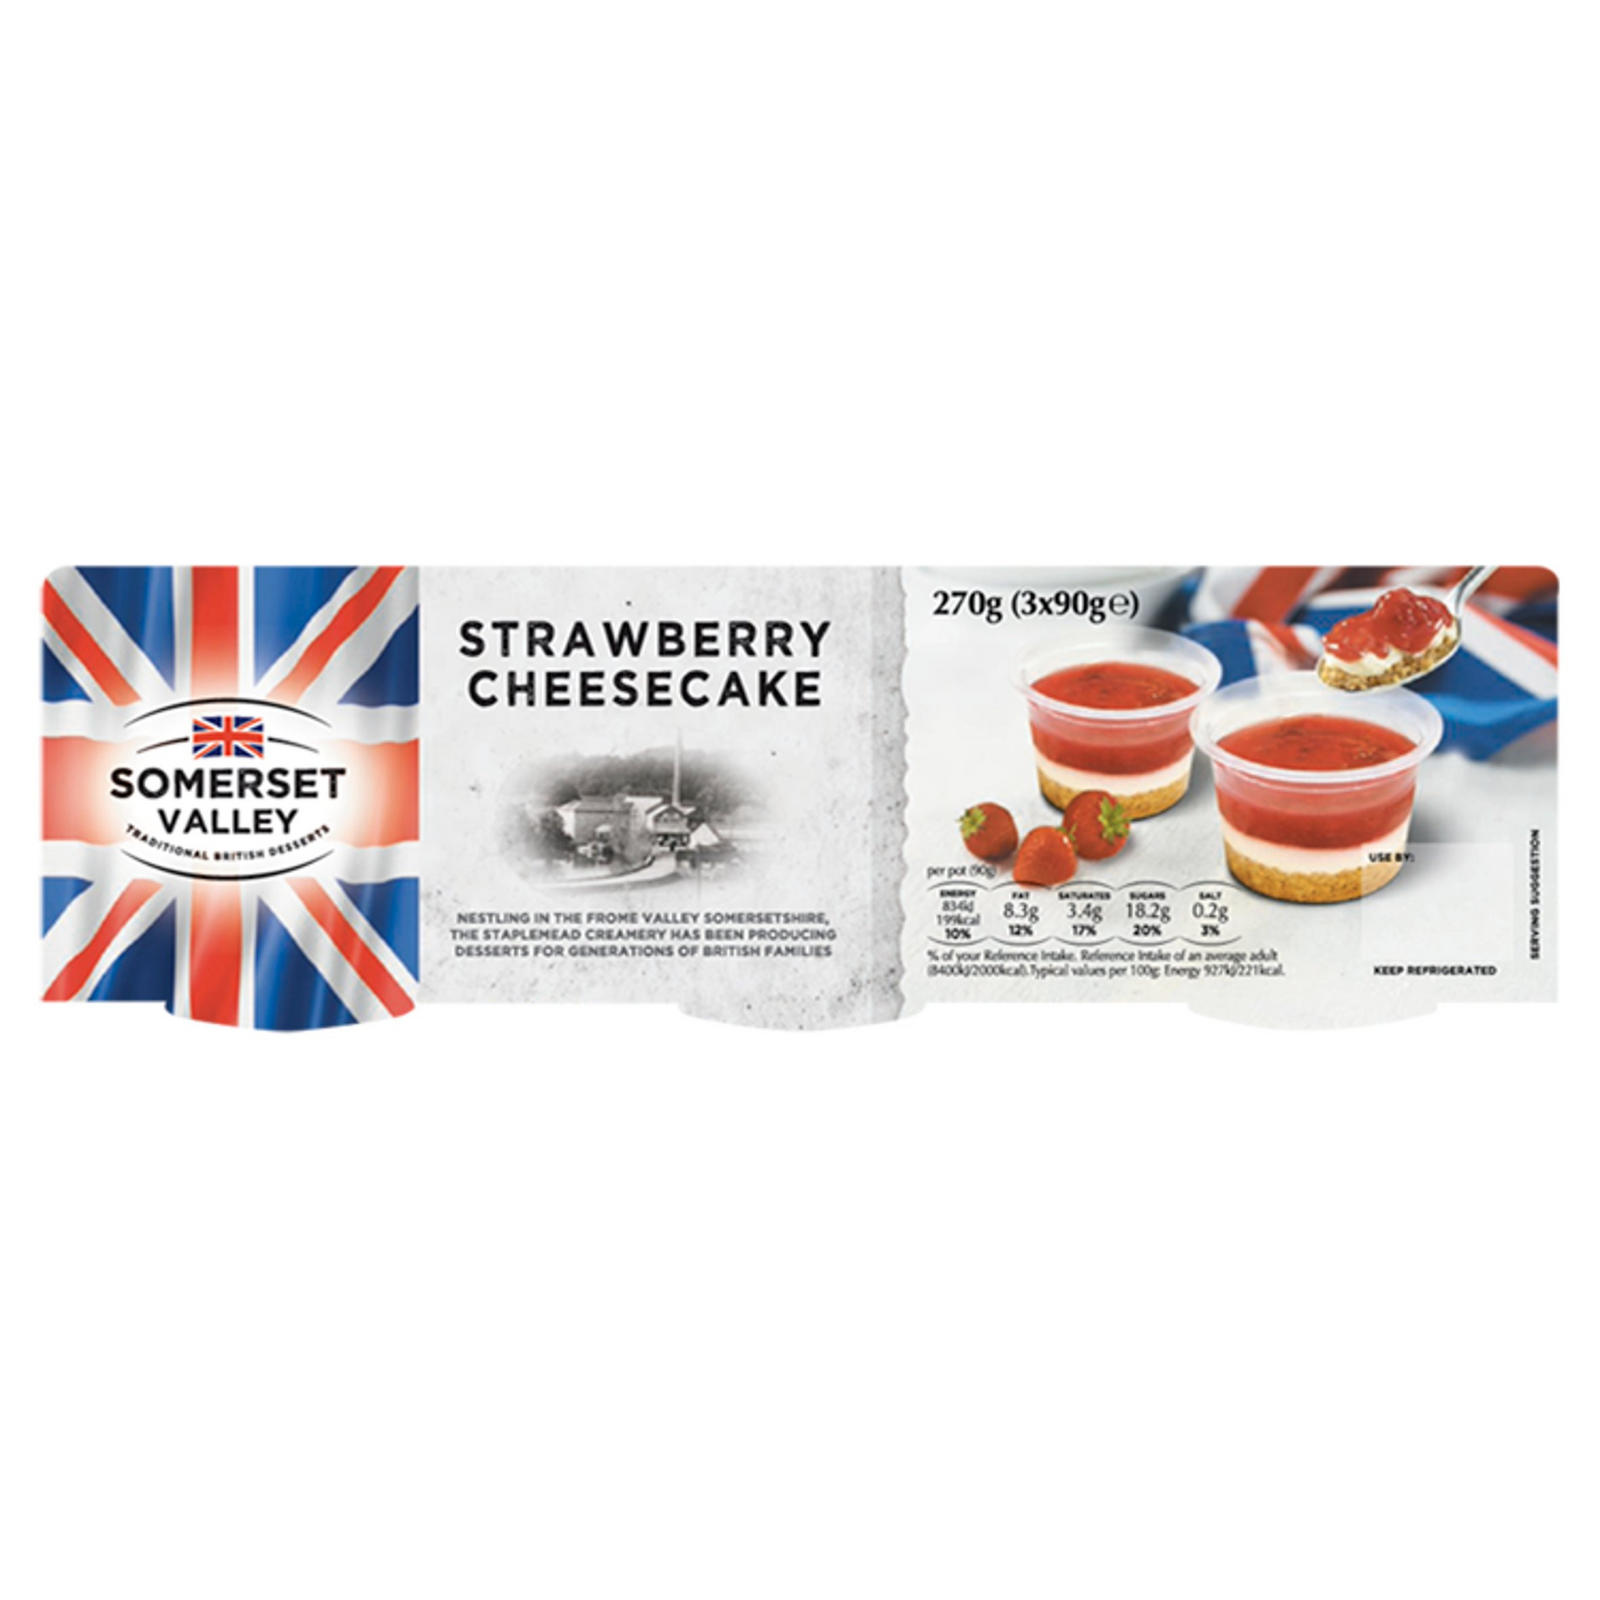 SOMERSET
VALLEY
TRADITIONAL BRITISH DESSERTS
STRAWBERRY
CHEESECAKE
NESTLING IN THE FROME VALLEY SOMERSETSHIRE,
THE STAPLEMEAD CREAMERY HAS BEEN PRODUCING
DESSERTS FOR GENERATIONS OF BRITISH FAMILIES
270g (3x90g℮)
per pot (90g)
ENERGY
834kJ
199kcal
10%
FAT
8.3g
12%
SATURATES
3.4g
17%
SUGARS
18.2g
20%
SALT
0.2g
3%
% of your Reference Intake. Reference Intake of an average adult
(8400kJ/2000kcal).Typical values per 100g: Energy 927kJ/221kcal.
USE BY:
KEEP REFRIGERATED
SERVING SUGGESTION